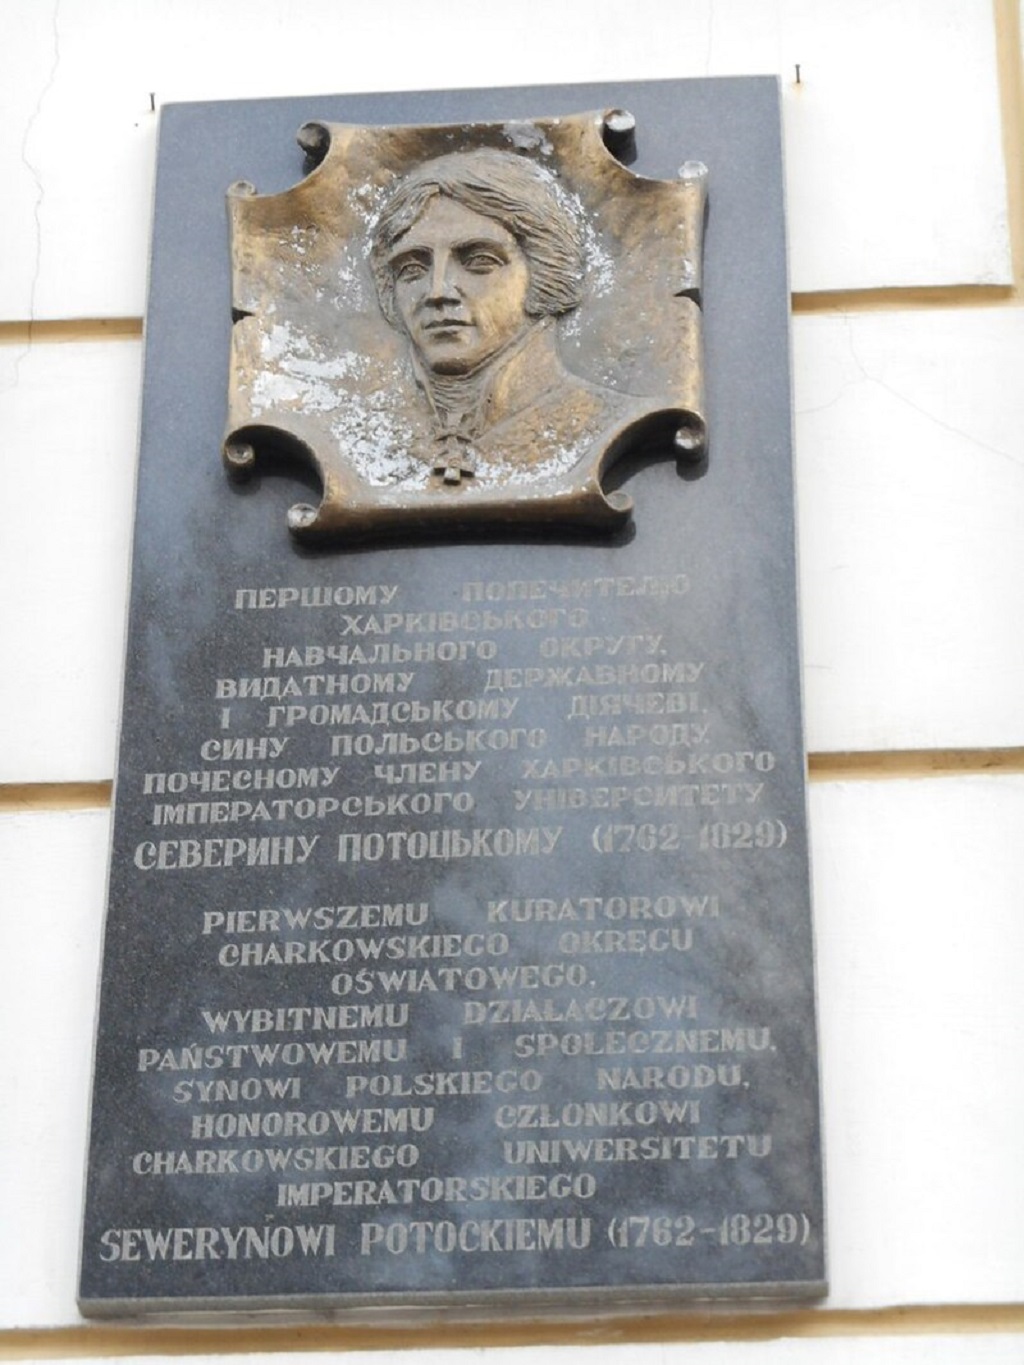 ПЕРШОМУ ПОПЕЧИТЕЛЮ
ХАРКІВСЬКОГО
НАВЧАЛЬНОГО ОКРУГУ,
ВИДАТНОМУ ДЕРЖАВНОМУ
І ГРОМАДСЬКОМУ ДІЯЧЕВІ,
СИНУ ПОЛЬСЬКОГО НАРОДУ
ПОЧЕСНОМУ ЧЛЕНУ ХАРКІВСЬКОГО
ІМПЕРАТОРСЬКОГО УНІВЕРСИТЕТУ
СЕВЕРИНУ ПОТОЦЬКОМУ (1762-1829)
PIERWSZEMU KURATOROWI
CHARKOWSKIEGO OKRĘGU
OŚWIATOWEGO,
WYBITNEMU DZIAŁACZOWI
PAŃSTWOWEMU I SPOŁECZNEMU,
SYNOWI POLSKIEGO NARODU,
HONOROWEMU CZŁONKOWI
CHARKOWSKIEGO UNIWERSITETU
IMPERATORSKIEGO
SEWERYNOWI POTOCKIEMU (1762-1829)